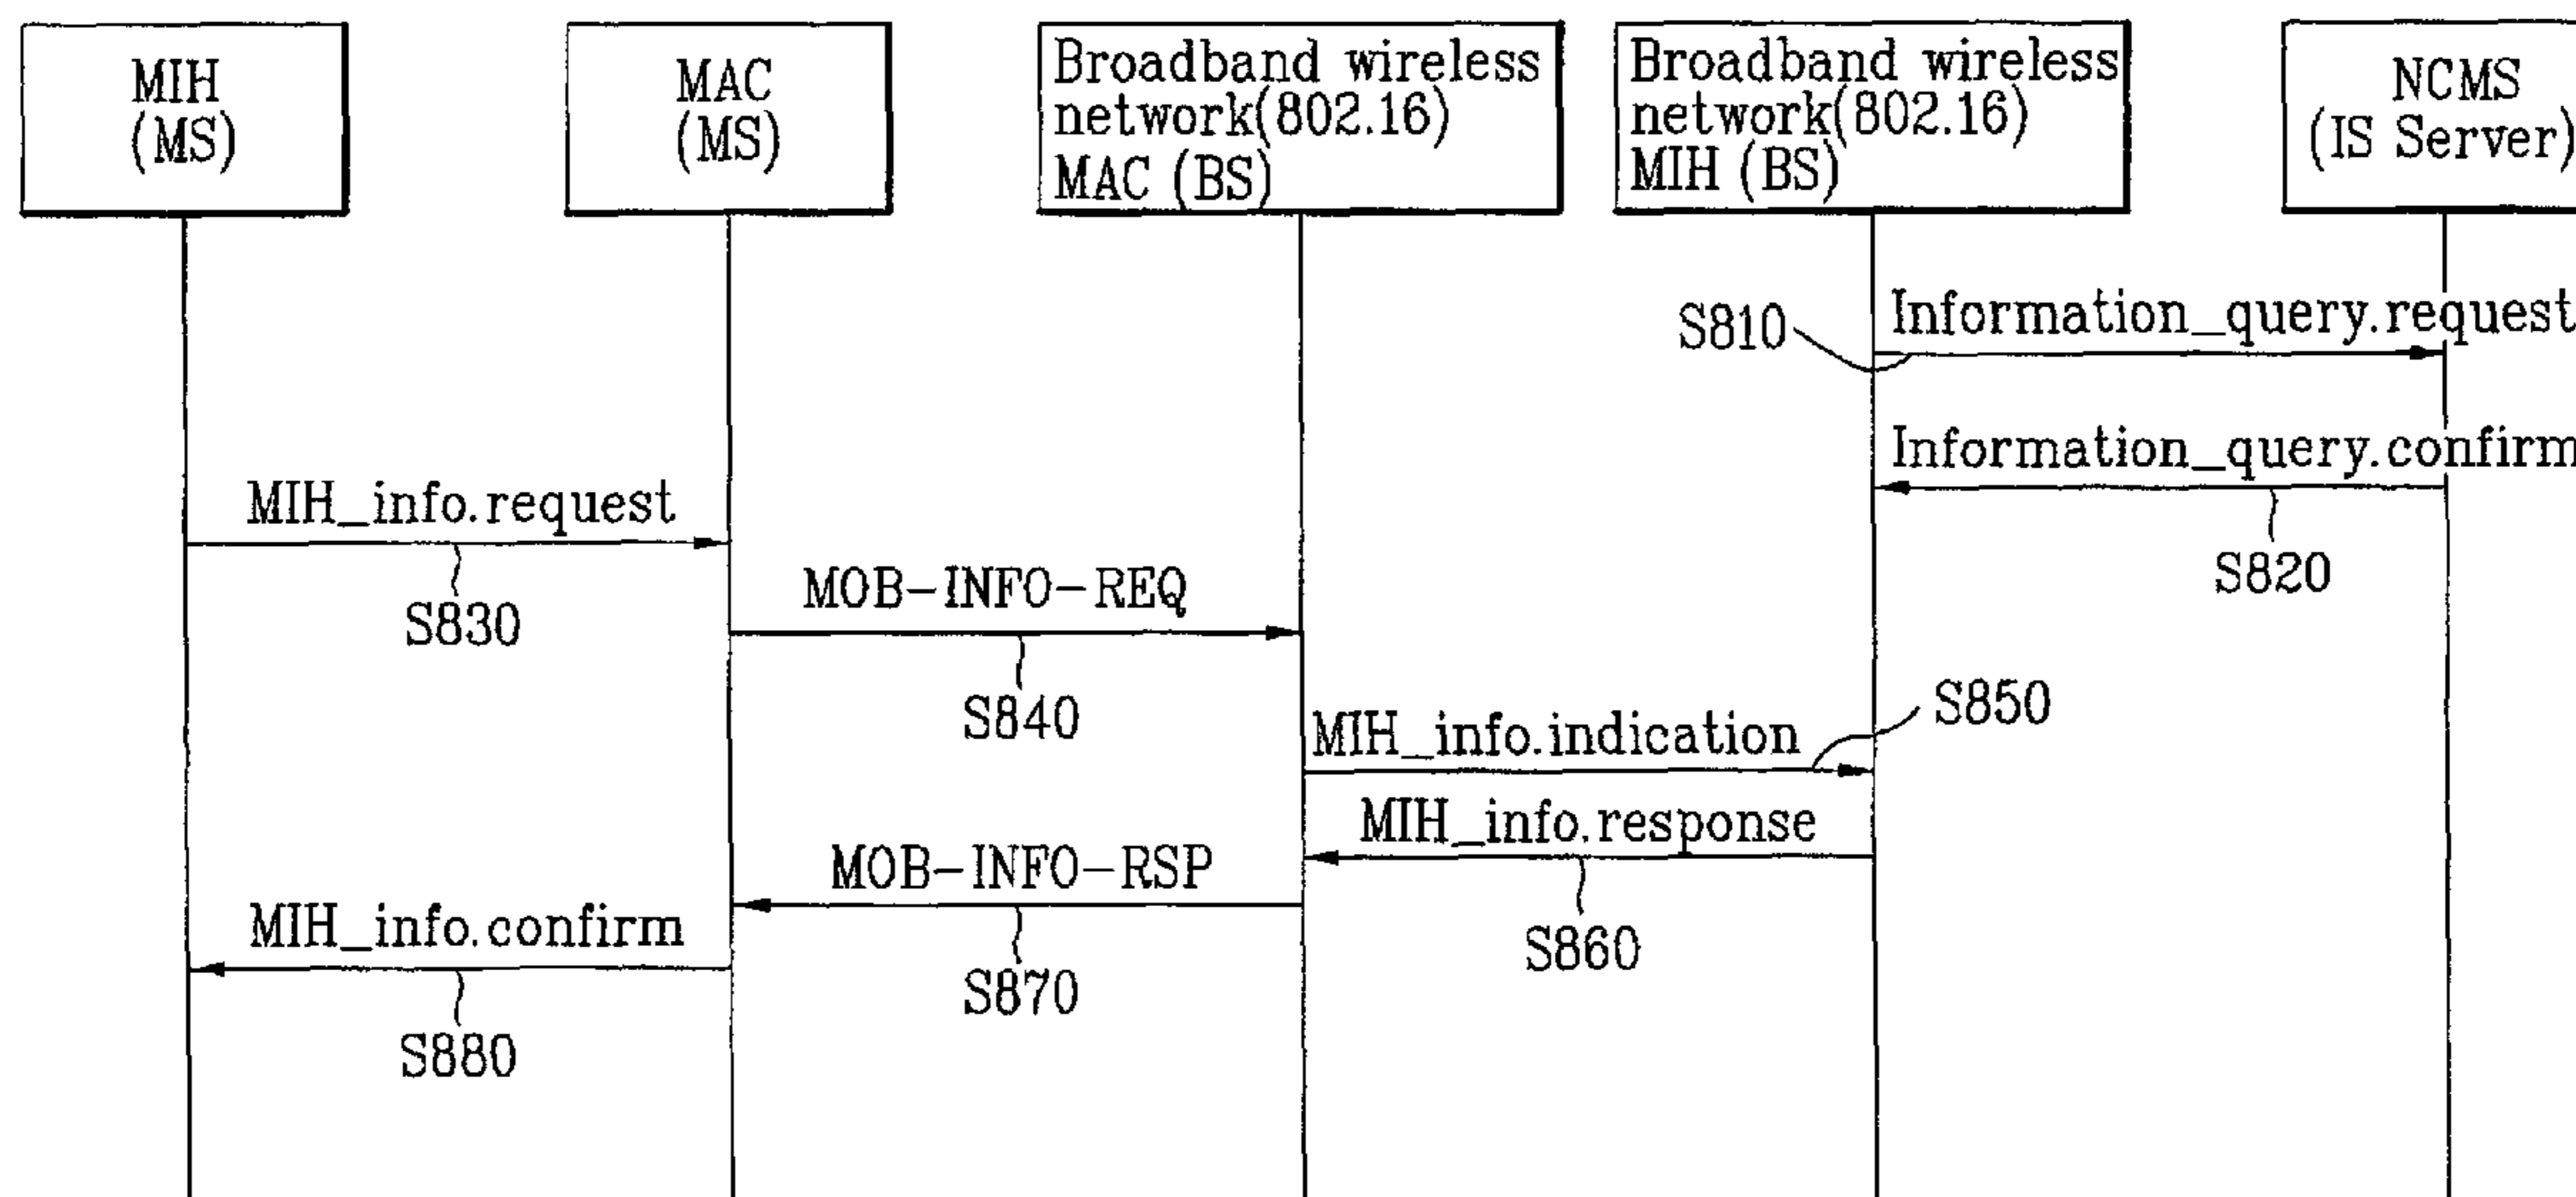 MIH
(MS)
MAC
(MS)
Broadband wireless
network(802.16)
MAC (BS)
Broadband wireless
network(802.16)
MIH (BS)
NCMS
(IS Server)
S810
Information_query.request
Information_query.confirm
S820
MIH_info.request
S830
MOB-INFO-REQ
S840
MIH_info.indication
S850
MIH_info.response
S860
MOB-INFO-RSP
S870
MIH_info.confirm
S880